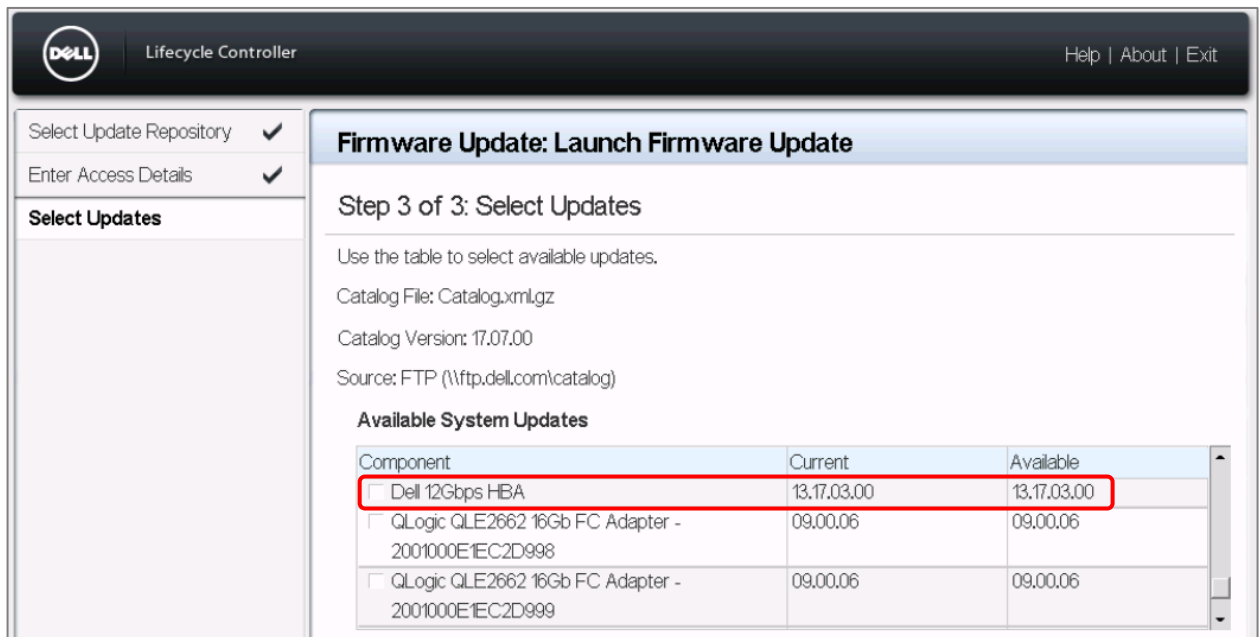 DELL
Lifecycle Controller
Help | About | Exit
Select Update Repository
Enter Access Details
Select Updates
Firmware Update: Launch Firmware Update
Step 3 of 3: Select Updates
Use the table to select available updates.
Catalog File: Catalog.xml.gz
Catalog Version: 17.07.00
Source: FTP (\\ftp.dell.com\catalog)
Available System Updates
Component Current Available
Dell 12Gbps HBA 13.17.03.00 13.17.03.00
QLogic QLE2662 16Gb FC Adapter - 09.00.06 09.00.06
2001000E1EC2D998
QLogic QLE2662 16Gb FC Adapter - 09.00.06 09.00.06
2001000E1EC2D999